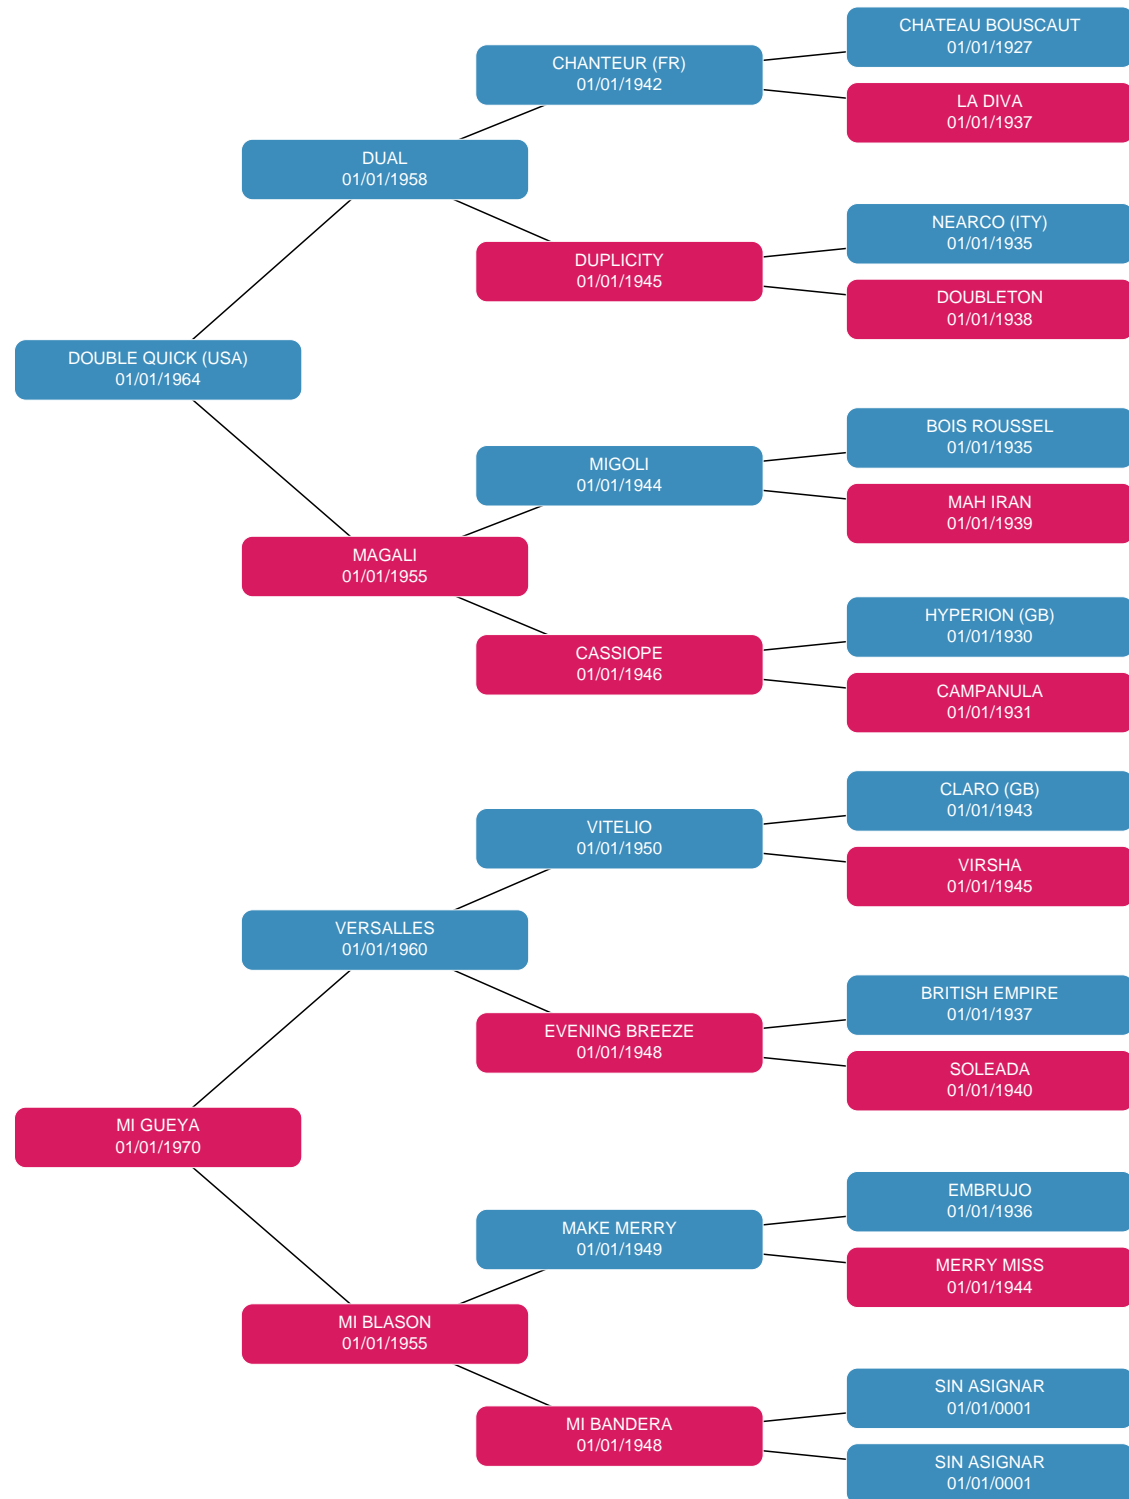 CHATEAU BOUSCAUT
01/01/1927
CHANTEUR (FR)
01/01/1942
LA DIVA
01/01/1937
DUAL
01/01/1958
NEARCO (ITY)
01/01/1935
DUPLICITY
01/01/1945
DOUBLETON
01/01/1938
DOUBLE QUICK (USA)
01/01/1964
BOIS ROUSSEL
01/01/1935
MIGOLI
01/01/1944
MAH IRAN
01/01/1939
MAGALI
01/01/1955
HYPERION (GB)
01/01/1930
CASSIOPE
01/01/1946
CAMPANULA
01/01/1931
CLARO (GB)
01/01/1943
VITELIO
01/01/1950
VIRSHA
01/01/1945
VERSALLES
01/01/1960
BRITISH EMPIRE
01/01/1937
EVENING BREEZE
01/01/1948
SOLEADA
01/01/1940
MI GUEYA
01/01/1970
EMBRUJO
01/01/1936
MAKE MERRY
01/01/1949
MERRY MISS
01/01/1944
MI BLASON
01/01/1955
SIN ASIGNAR
01/01/0001
MI BANDERA
01/01/1948
SIN ASIGNAR
01/01/0001